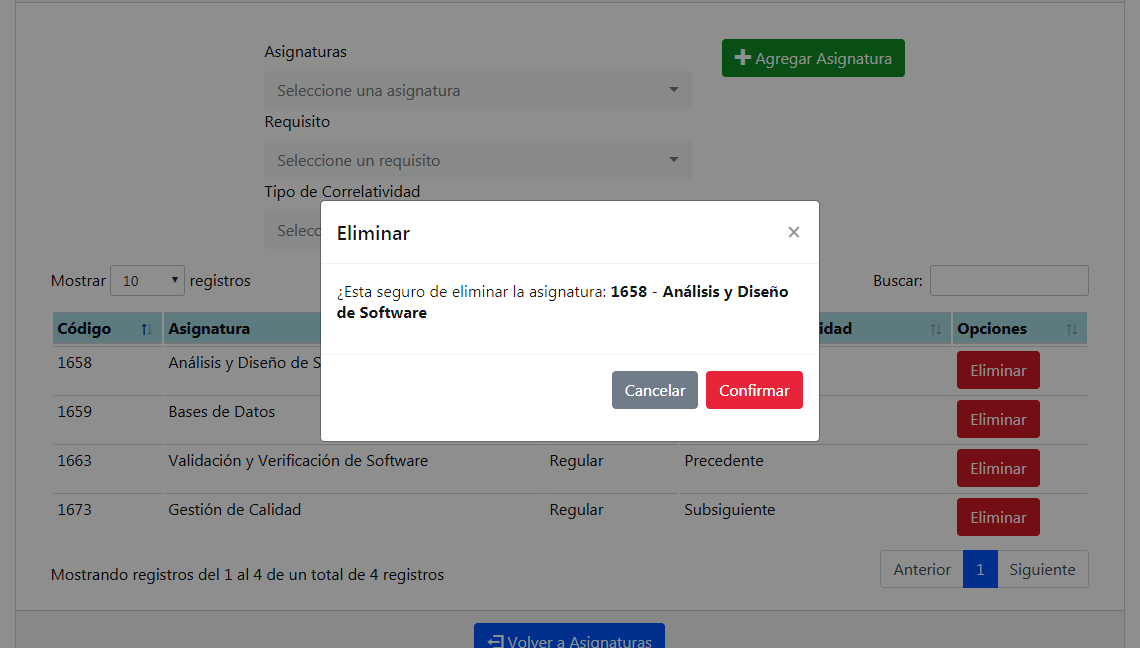 Asignaturas
Agregar Asignatura
Seleccione una asignatura
Requisito
Seleccione un requisito
Tipo de Correlatividad
Eliminar ×
¿Esta seguro de eliminar la asignatura: 1658 - Análisis y Diseño
de Software
Cancelar Confirmar
Mostrar 10 registros Buscar:
Código Asignatura Opciones
1658 Análisis y Diseño de Eliminar
1659 Bases de Datos Eliminar
1663 Validación y Verificación de Software Regular Precedente Eliminar
1673 Gestión de Calidad Regular Subsiguiente Eliminar
Mostrando registros del 1 al 4 de un total de 4 registros Anterior 1 Siguiente
Volver a Asignaturas